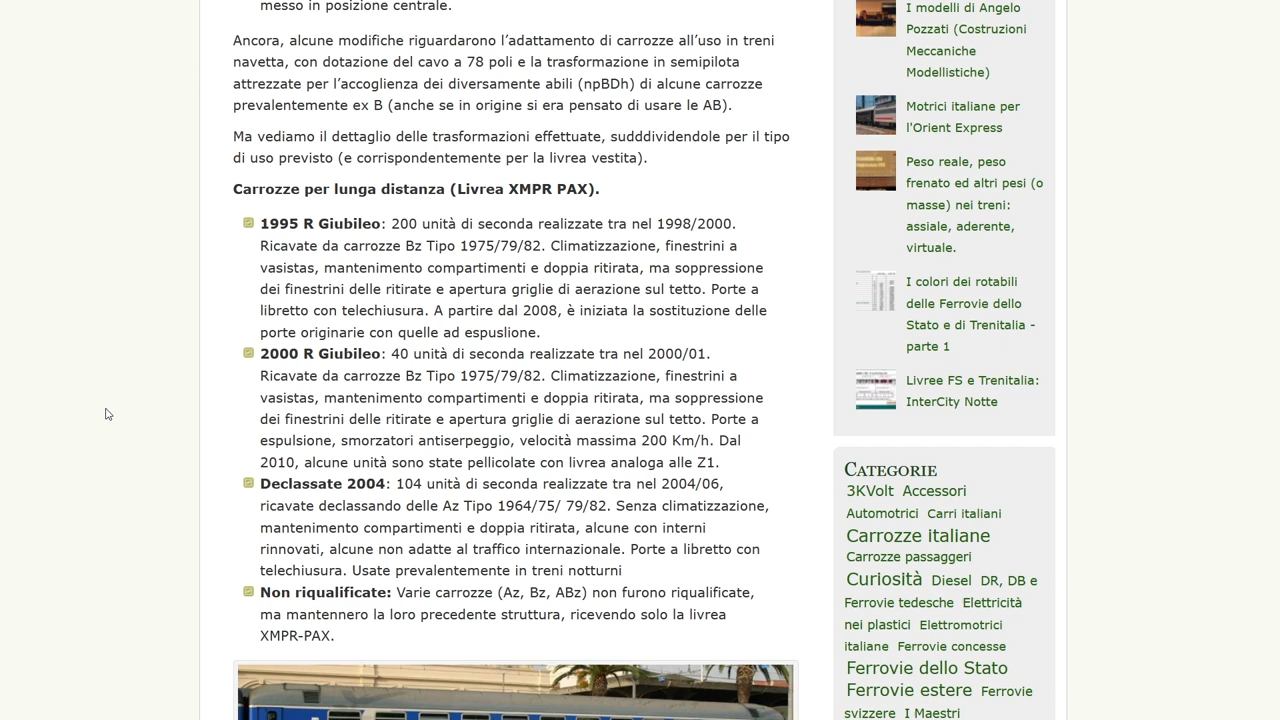 messo in posizione centrale.
Ancora, alcune modifiche riguardarono l’adattamento di carrozze all’uso in treni
navetta, con dotazione del cavo a 78 poli e la trasformazione in semipilota
attrezzate per l’accoglienza dei diversamente abili (npBDh) di alcune carrozze
prevalentemente ex B (anche se in origine si era pensato di usare le AB).
Ma vediamo il dettaglio delle trasformazioni effettuate, sudddividendole per il tipo
di uso previsto (e corrispondentemente per la livrea vestita).
Carrozze per lunga distanza (Livrea XMPR PAX).
1995 R Giubileo: 200 unità di seconda realizzate tra nel 1998/2000.
Ricavate da carrozze Bz Tipo 1975/79/82. Climatizzazione, finestrini a
vasistas, mantenimento compartimenti e doppia ritirata, ma soppressione
dei finestrini delle ritirate e apertura griglie di aerazione sul tetto. Porte a
libretto con telechiusura. A partire dal 2008, è iniziata la sostituzione delle
porte originarie con quelle ad espuslione.
2000 R Giubileo: 40 unità di seconda realizzate tra nel 2000/01.
Ricavate da carrozze Bz Tipo 1975/79/82. Climatizzazione, finestrini a
vasistas, mantenimento compartimenti e doppia ritirata, ma soppressione
dei finestrini delle ritirate e apertura griglie di aerazione sul tetto. Porte a
espulsione, smorzatori antiserpeggio, velocità massima 200 Km/h. Dal
2010, alcune unità sono state pellicolate con livrea analoga alle Z1.
Declassate 2004: 104 unità di seconda realizzate tra nel 2004/06,
ricavate declassando delle Az Tipo 1964/75/ 79/82. Senza climatizzazione,
mantenimento compartimenti e doppia ritirata, alcune con interni
rinnovati, alcune non adatte al traffico internazionale. Porte a libretto con
telechiusura. Usate prevalentemente in treni notturni
Non riqualificate: Varie carrozze (Az, Bz, ABz) non furono riqualificate,
ma mantennero la loro precedente struttura, ricevendo solo la livrea
XMPR-PAX.
I modelli di Angelo
Pozzati (Costruzioni
Meccaniche
Modellistiche)
Motrici italiane per
l'Orient Express
Peso reale, peso
frenato ed altri pesi (o
masse) nei treni:
assiale, aderente,
virtuale.
I colori dei rotabili
delle Ferrovie dello
Stato e di Trenitalia -
parte 1
Livree FS e Trenitalia:
InterCity Notte
Categorie
3KVolt Accessori
Automotrici Carri italiani
Carrozze italiane
Carrozze passaggeri
Curiosità Diesel DR, DB e
Ferrovie tedesche Elettricità
nei plastici Elettromotrici
italiane Ferrovie concesse
Ferrovie dello Stato
Ferrovie estere Ferrovie
svizzere I Maestri